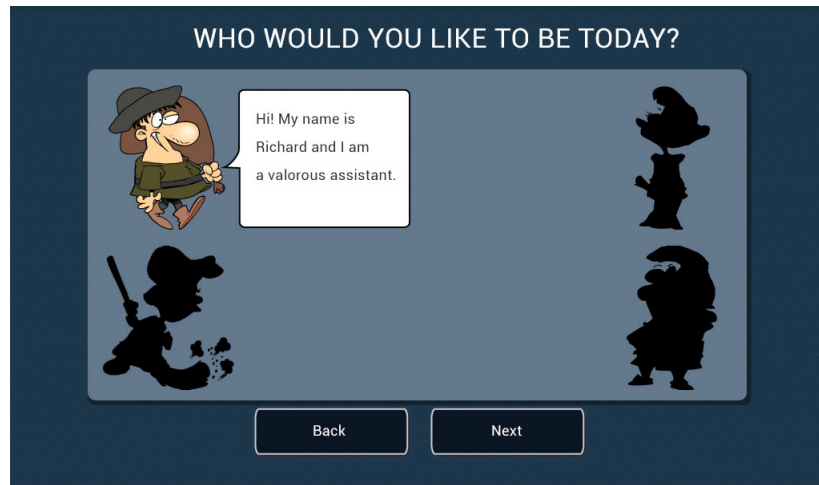 WHO WOULD YOU LIKE TO BE TODAY?
Hi! My name is
Richard and I am
a valorous assistant.
Back
Next